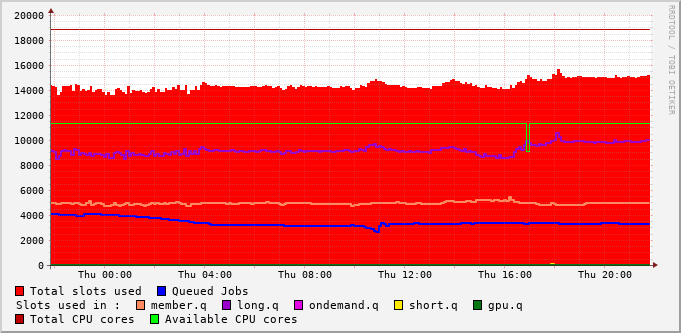 RRDTOOL / TOBI OETIKER
20000
18000
16000
14000
12000
10000
8000
6000
4000
2000
0
Thu 00:00 Thu 04:00 Thu 08:00 Thu 12:00 Thu 16:00 Thu 20:00
Total slots used Queued Jobs
Slots used in : member.q long.q ondemand.q short.q gpu.q
Total CPU cores Available CPU cores